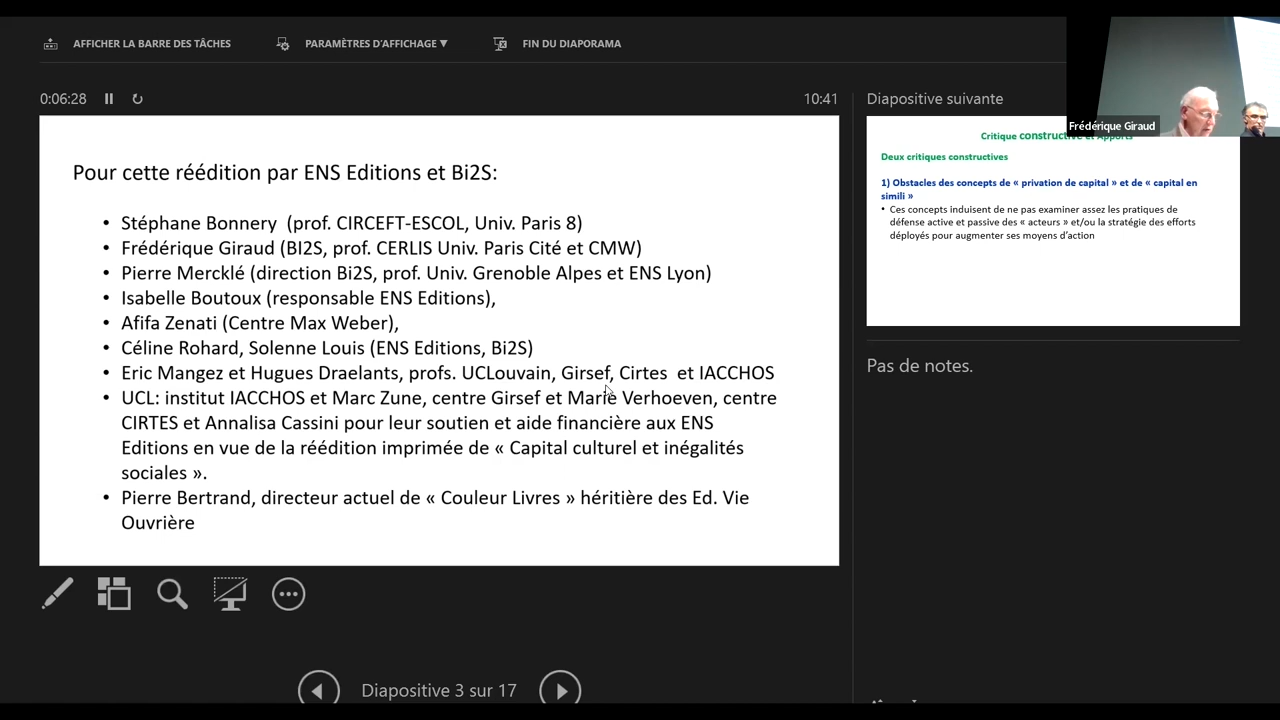 AFFICHER LA BARRE DES TÂCHES
PARAMÈTRES D'AFFICHAGE ▼
FIN DU DIAPORAMA
0:06:28
10:41
Pour cette réédition par ENS Editions et Bi2S:
• Stéphane Bonnery (prof. CIRCEFT-ESCOL, Univ. Paris 8)
• Frédérique Giraud (BI2S, prof. CERLIS Univ. Paris Cité et CMW)
• Pierre Mercklé (direction Bi2S, prof. Univ. Grenoble Alpes et ENS Lyon)
• Isabelle Boutoux (responsable ENS Editions),
• Afifa Zenati (Centre Max Weber),
• Céline Rohard, Solenne Louis (ENS Editions, Bi2S)
• Eric Mangez et Hugues Draelants, profs. UCLouvain, Girsef, Cirtes et IACCHOS
• UCL: institut IACCHOS et Marc Zune, centre Girsef et Marie Verhoeven, centre
CIRTES et Annalisa Cassini pour leur soutien et aide financière aux ENS
Editions en vue de la réédition imprimée de « Capital culturel et inégalités
sociales ».
• Pierre Bertrand, directeur actuel de « Couleur Livres » héritière des Ed. Vie
Ouvrière
Diapositive 3 sur 17
Diapositive suivante
Frédérique Giraud
Critique constructive et Apports
Deux critiques constructives
1) Obstacles des concepts de « privation de capital » et de « capital en
simili »
• Ces concepts induisent de ne pas examiner assez les pratiques de
défense active et passive des « acteurs » et/ou la stratégie des efforts
déployés pour augmenter ses moyens d'action
Pas de notes.